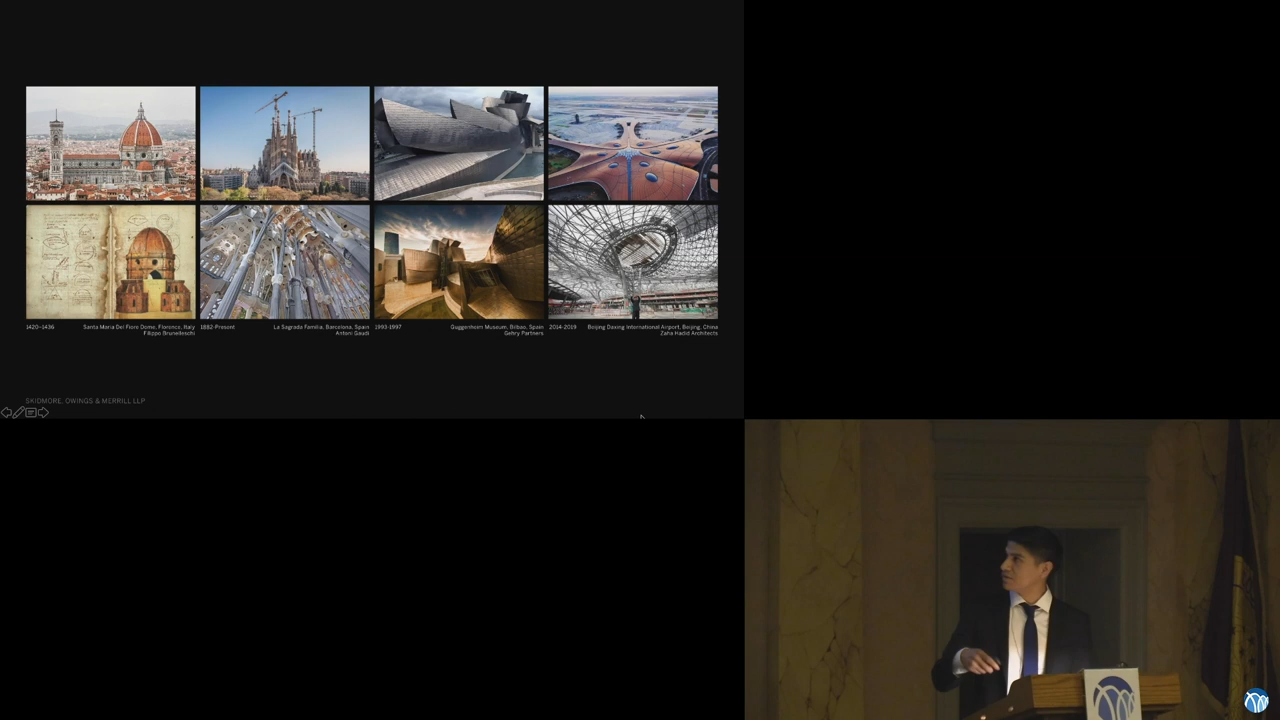 1420-1436
Santa Maria Del Fiore Dome, Florence, Italy
Filippo Brunelleschi
1882-Present
La Sagrada Familia, Barcelona, Spain
Antoni Gaudi
1993-1997
Guggenheim Museum, Bilbao, Spain
Gehry Partners
2014-2019
Beijing Daxing International Airport, Beijing, China
Zaha Hadid Architects
SKIDMORE, OWINGS & MERRILL LLP